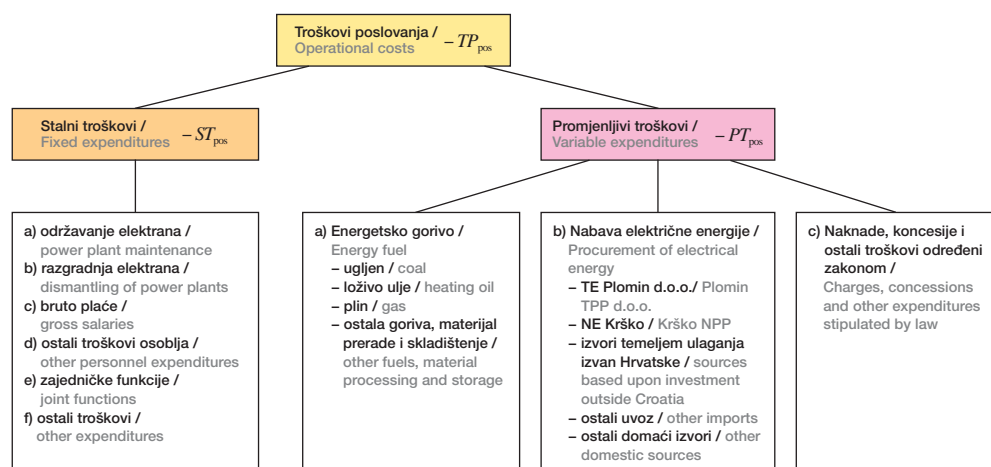 Troškovi poslovanja /
Operational costs – TPpos
Stalni troškovi /
Fixed expenditures – STpos
Promjenljivi troškovi /
Variable expenditures – PTpos
a) održavanje elektrana /
power plant maintenance
b) razgradnja elektrana /
dismantling of power plants
c) bruto plaće /
gross salaries
d) ostali troškovi osoblja /
other personnel expenditures
e) zajedničke funkcije /
joint functions
f) ostali troškovi /
other expenditures
a) Energetsko gorivo /
Energy fuel
– ugljen / coal
– loživo ulje / heating oil
– plin / gas
– ostala goriva, materijal
prerade i skladištenje /
other fuels, material
processing and storage
b) Nabava električne energije /
Procurement of electrical
energy
– TE Plomin d.o.o./ Plomin
TPP d.o.o.
– NE Krško / Krško NPP
– izvori temeljem ulaganja
izvan Hrvatske / sources
based upon investment
outside Croatia
– ostali uvoz / other imports
– ostali domaći izvori / other
domestic sources
c) Naknade, koncesije i
ostali troškovi određeni
zakonom /
Charges, concessions
and other expenditures
stipulated by law